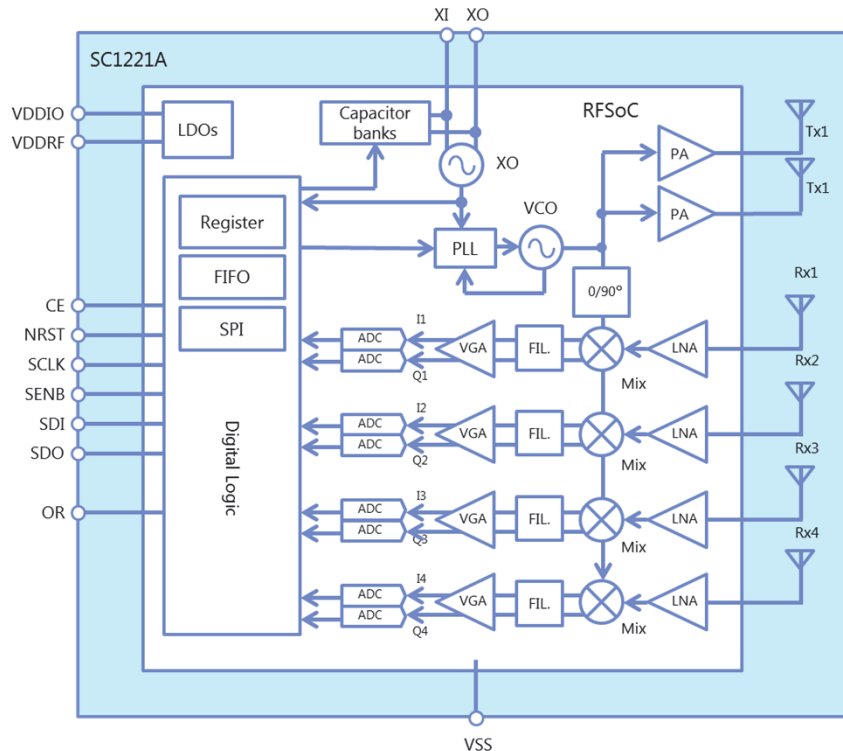 XI XO
SC1221A
VDDIO
VDDRF
LDOs
Capacitor
banks
RFSoC
XO
PA
Tx1
PA
Tx1
Register
FIFO
SPI
Digital Logic
VCO
PLL
0/90°
CE
NRST
SCLK
SENB
SDI
SDO
OR
ADC
ADC
I1
Q1
VGA
FIL.
Mix
LNA
Rx1
ADC
ADC
I2
Q2
VGA
FIL.
Mix
LNA
Rx2
ADC
ADC
I3
Q3
VGA
FIL.
Mix
LNA
Rx3
ADC
ADC
I4
Q4
VGA
FIL.
Mix
LNA
Rx4
VSS